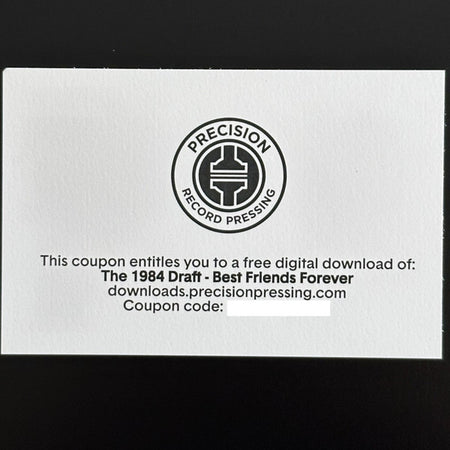 PRECISION
RECORD PRESSING
This coupon entitles you to a free digital download of:
The 1984 Draft - Best Friends Forever
downloads.precisionpressing.com
Coupon code: